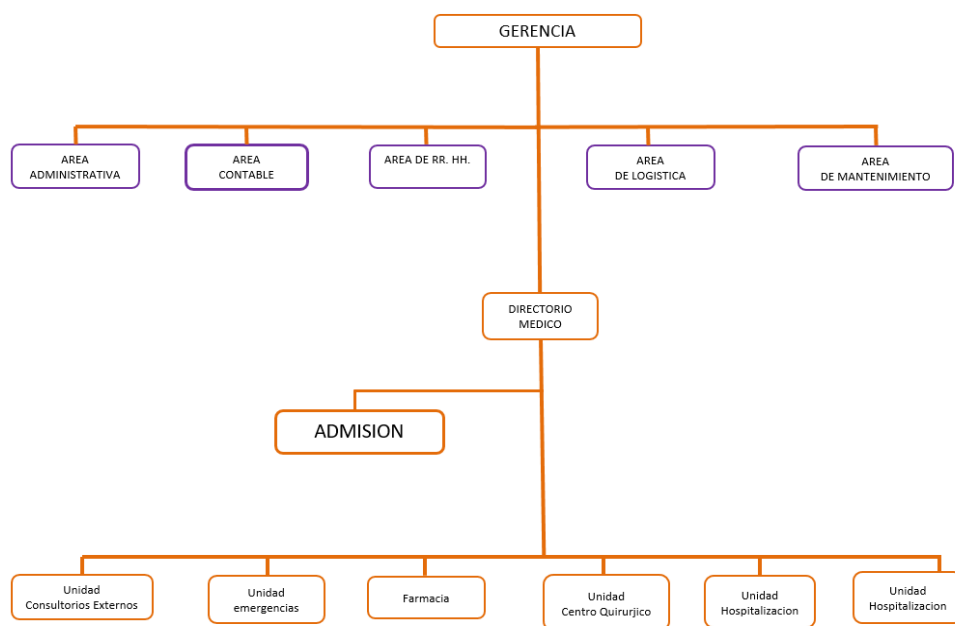 GERENCIA
AREA
ADMINISTRATIVA
AREA
CONTABLE
AREA DE RR. HH.
AREA
DE LOGISTICA
AREA
DE MANTENIMIENTO
DIRECTORIO
MEDICO
ADMISION
Unidad
Consultorios Externos
Unidad
emergencias
Farmacia
Unidad
Centro Quirurjico
Unidad
Hospitalizacion
Unidad
Hospitalizacion